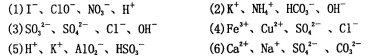 (1)I⁻、ClO⁻、NO₃⁻、H⁺ (2)K⁺、NH₄⁺、HCO₃⁻、OH⁻
(3)SO₃²⁻、SO₄²⁻、Cl⁻、OH⁻ (4)Fe³⁺、Cu²⁺、SO₄²⁻、Cl⁻
(5)H⁺、K⁺、AlO₂⁻、HSO₃⁻ (6)Ca²⁺、Na⁺、SO₄²⁻、CO₃²⁻